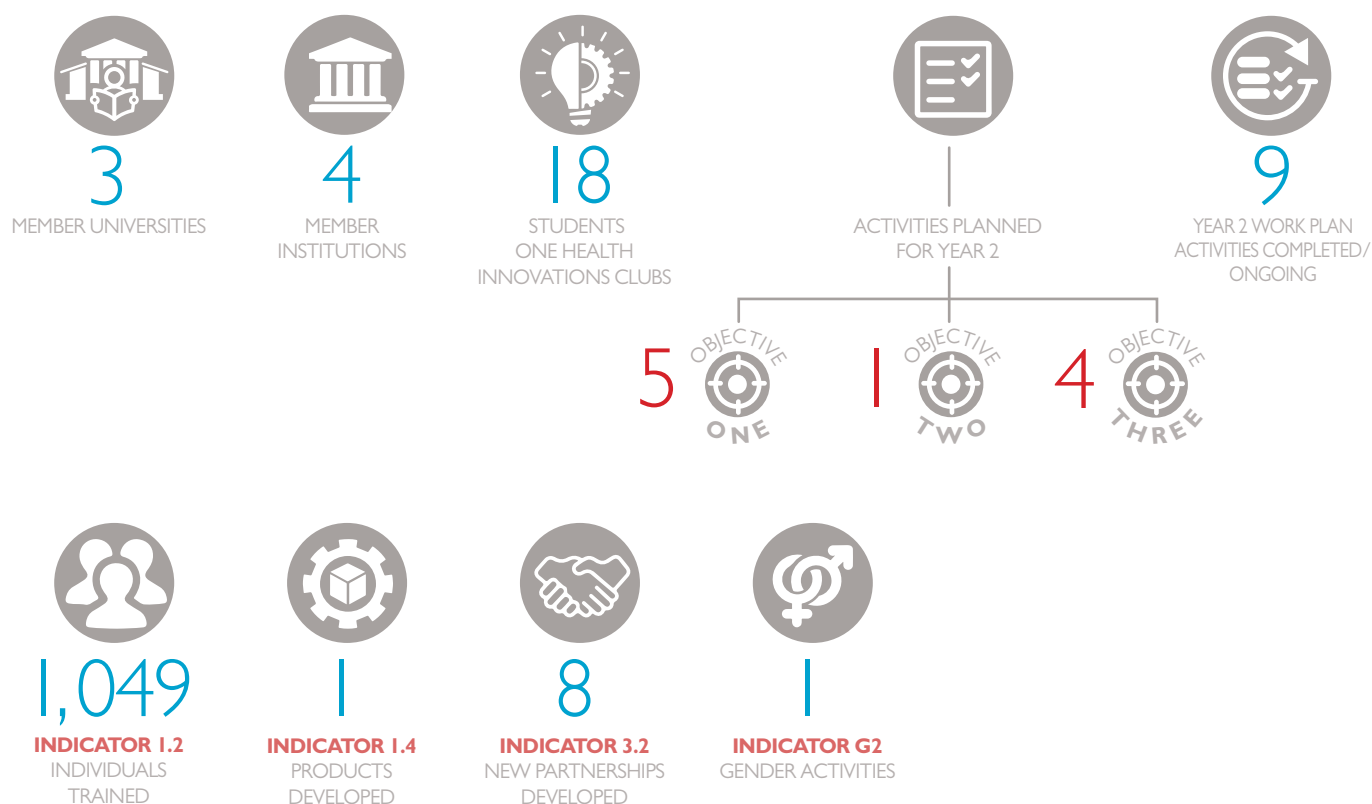 3
MEMBER UNIVERSITIES
4
MEMBER
INSTITUTIONS
18
STUDENTS
ONE HEALTH
INNOVATIONS CLUBS
ACTIVITIES PLANNED
FOR YEAR 2
5
OBJECTIVE
ONE
1
OBJECTIVE
TWO
4
OBJECTIVE
THREE
9
YEAR 2 WORK PLAN
ACTIVITIES COMPLETED/
ONGOING
1,049
INDICATOR 1.2
INDIVIDUALS
TRAINED
1
INDICATOR 1.4
PRODUCTS
DEVELOPED
8
INDICATOR 3.2
NEW PARTNERSHIPS
DEVELOPED
1
INDICATOR G2
GENDER ACTIVITIES